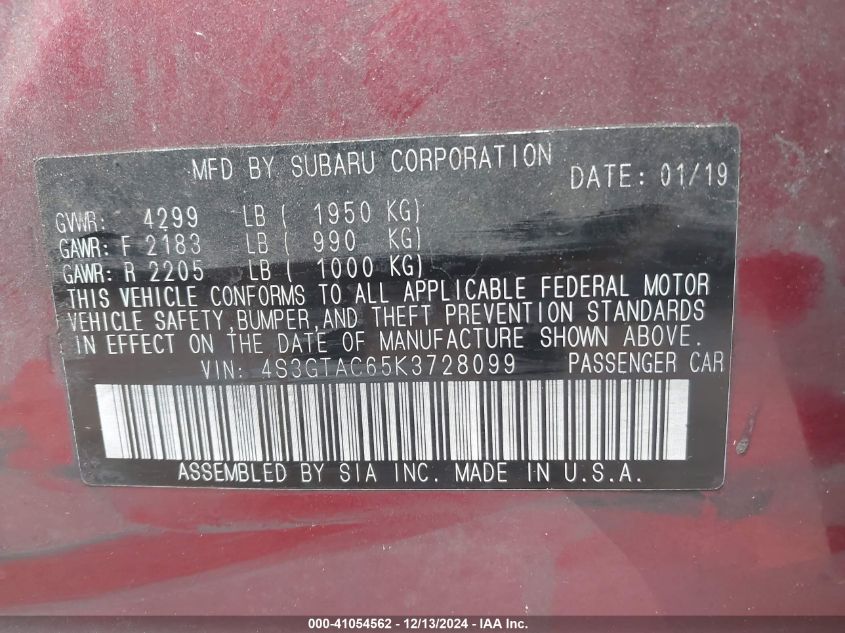 MFD BY SUBARU CORPORATION DATE: 01/19
GVWR: 4299 LB ( 1950 KG)
GAWR: F 2183 LB ( 990 KG)
GAWR: R 2205 LB ( 1000 KG)
THIS VEHICLE CONFORMS TO ALL APPLICABLE FEDERAL MOTOR
VEHICLE SAFETY, BUMPER, AND THEFT PREVENTION STANDARDS
IN EFFECT ON THE DATE OF MANUFACTURE SHOWN ABOVE.
VIN: 4S3GTAC65K3728099 PASSENGER CAR
ASSEMBLED BY SIA INC. MADE IN U.S.A.
000-41054562 - 12/13/2024 - IAA Inc.